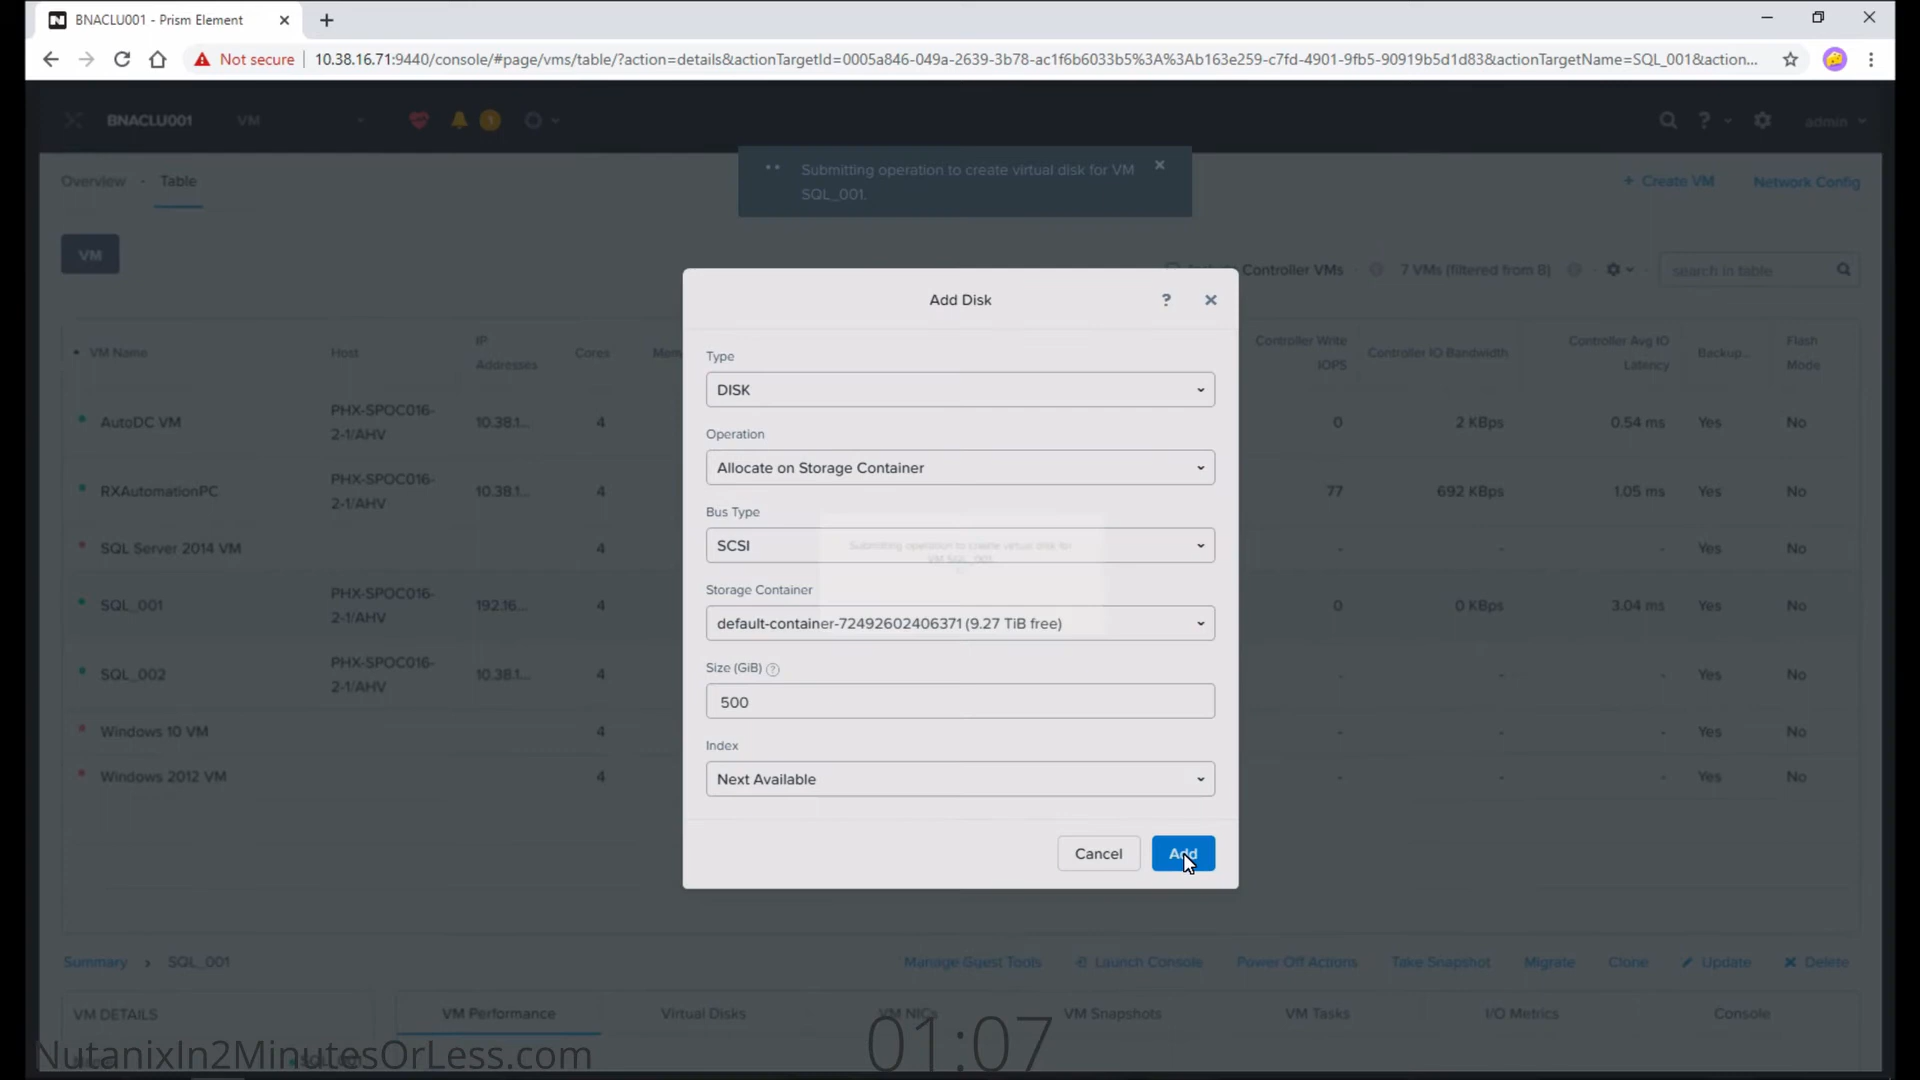 BNACLU001 - Prism Element
Not secure
10.38.16.71:9440/console/#page/vms/table/?action=details&actionTargetId=0005a846-049a-2639-3b78-ac1f6b6033b5%3A%3Ab163e259-c7fd-4901-9fb5-90919b5d1d83&actionTargetName=SQL_001&action...
BNACLU001 VM 1 ? admin
Submitting operation to create virtual disk for VM
SQL_001.
Overview · Table
+ Create VM Network Config
VM
Controller VMs · 7 VMs (filtered from 8) search in table
VM Name Host IP Addresses Cores Controller Write IOPS Controller IO Bandwidth Controller Avg IO Latency Backup... Flash Mode
AutoDC VM PHX-SPOC016-2-1/AHV 10.38.1... 4 0 2 KBps 0.54 ms Yes No
RXAutomationPC PHX-SPOC016-2-1/AHV 10.38.1... 4 77 692 KBps 1.05 ms Yes No
SQL Server 2014 VM 4 - - - Yes No
SQL_001 PHX-SPOC016-2-1/AHV 192.16... 4 0 0 KBps 3.04 ms Yes No
SQL_002 PHX-SPOC016-2-1/AHV 10.38.1... 4 - - - Yes No
Windows 10 VM 4 - - - Yes No
Windows 2012 VM 4 - - - Yes No
Add Disk ?
Type
DISK
Operation
Allocate on Storage Container
Bus Type
SCSI
Submitting operation to create virtual disk for
VM SQL_001.
Storage Container
default-container-72492602406371 (9.27 TiB free)
Size (GiB) ?
500
Index
Next Available
Cancel Add
Summary > SQL_001
Manage Guest Tools Launch Console Power Off Actions Take Snapshot Migrate Clone Update Delete
VM DETAILS
VM Performance Virtual Disks VM NICs VM Snapshots VM Tasks I/O Metrics Console
01:07
NutanixIn2MinutesOrLess.com